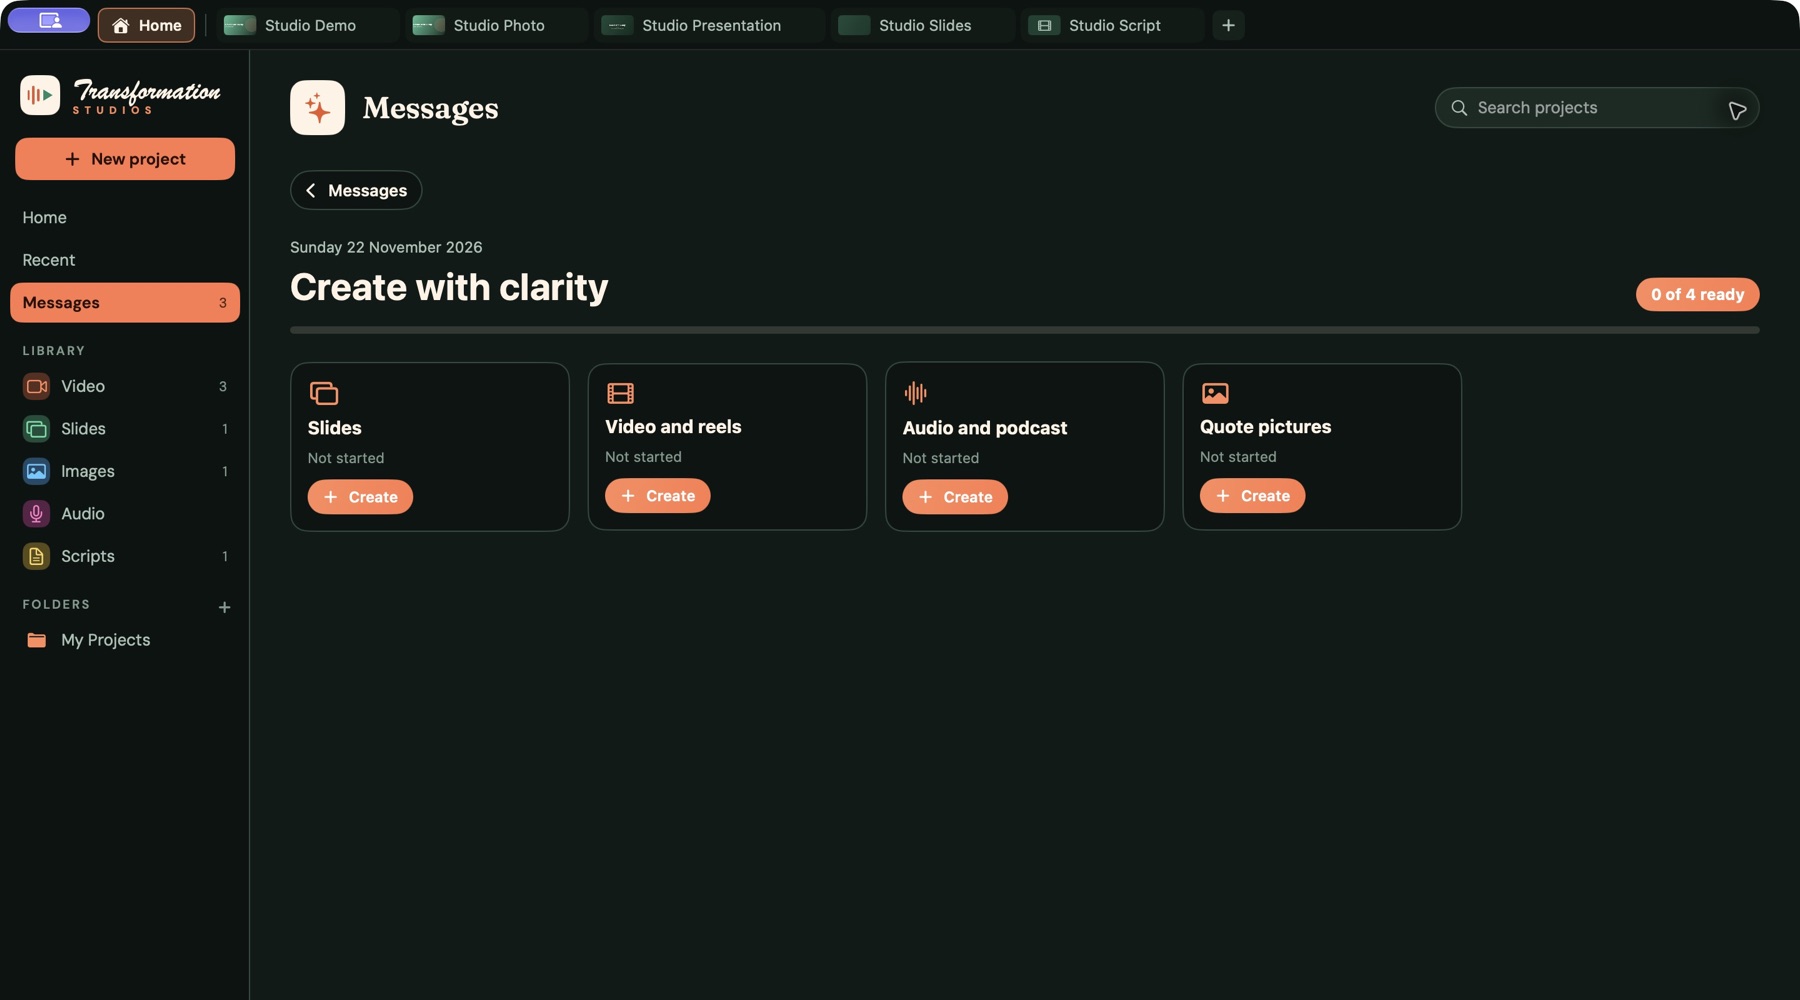 Home
Studio Demo
Studio Photo
Studio Presentation
Studio Slides
Studio Script
Transformation
STUDIOS
New project
Home
Recent
Messages 3
LIBRARY
Video 3
Slides 1
Images 1
Audio
Scripts 1
FOLDERS
My Projects
Messages
Search projects
Messages
Sunday 22 November 2026
Create with clarity
0 of 4 ready
Slides
Not started
Create
Video and reels
Not started
Create
Audio and podcast
Not started
Create
Quote pictures
Not started
Create